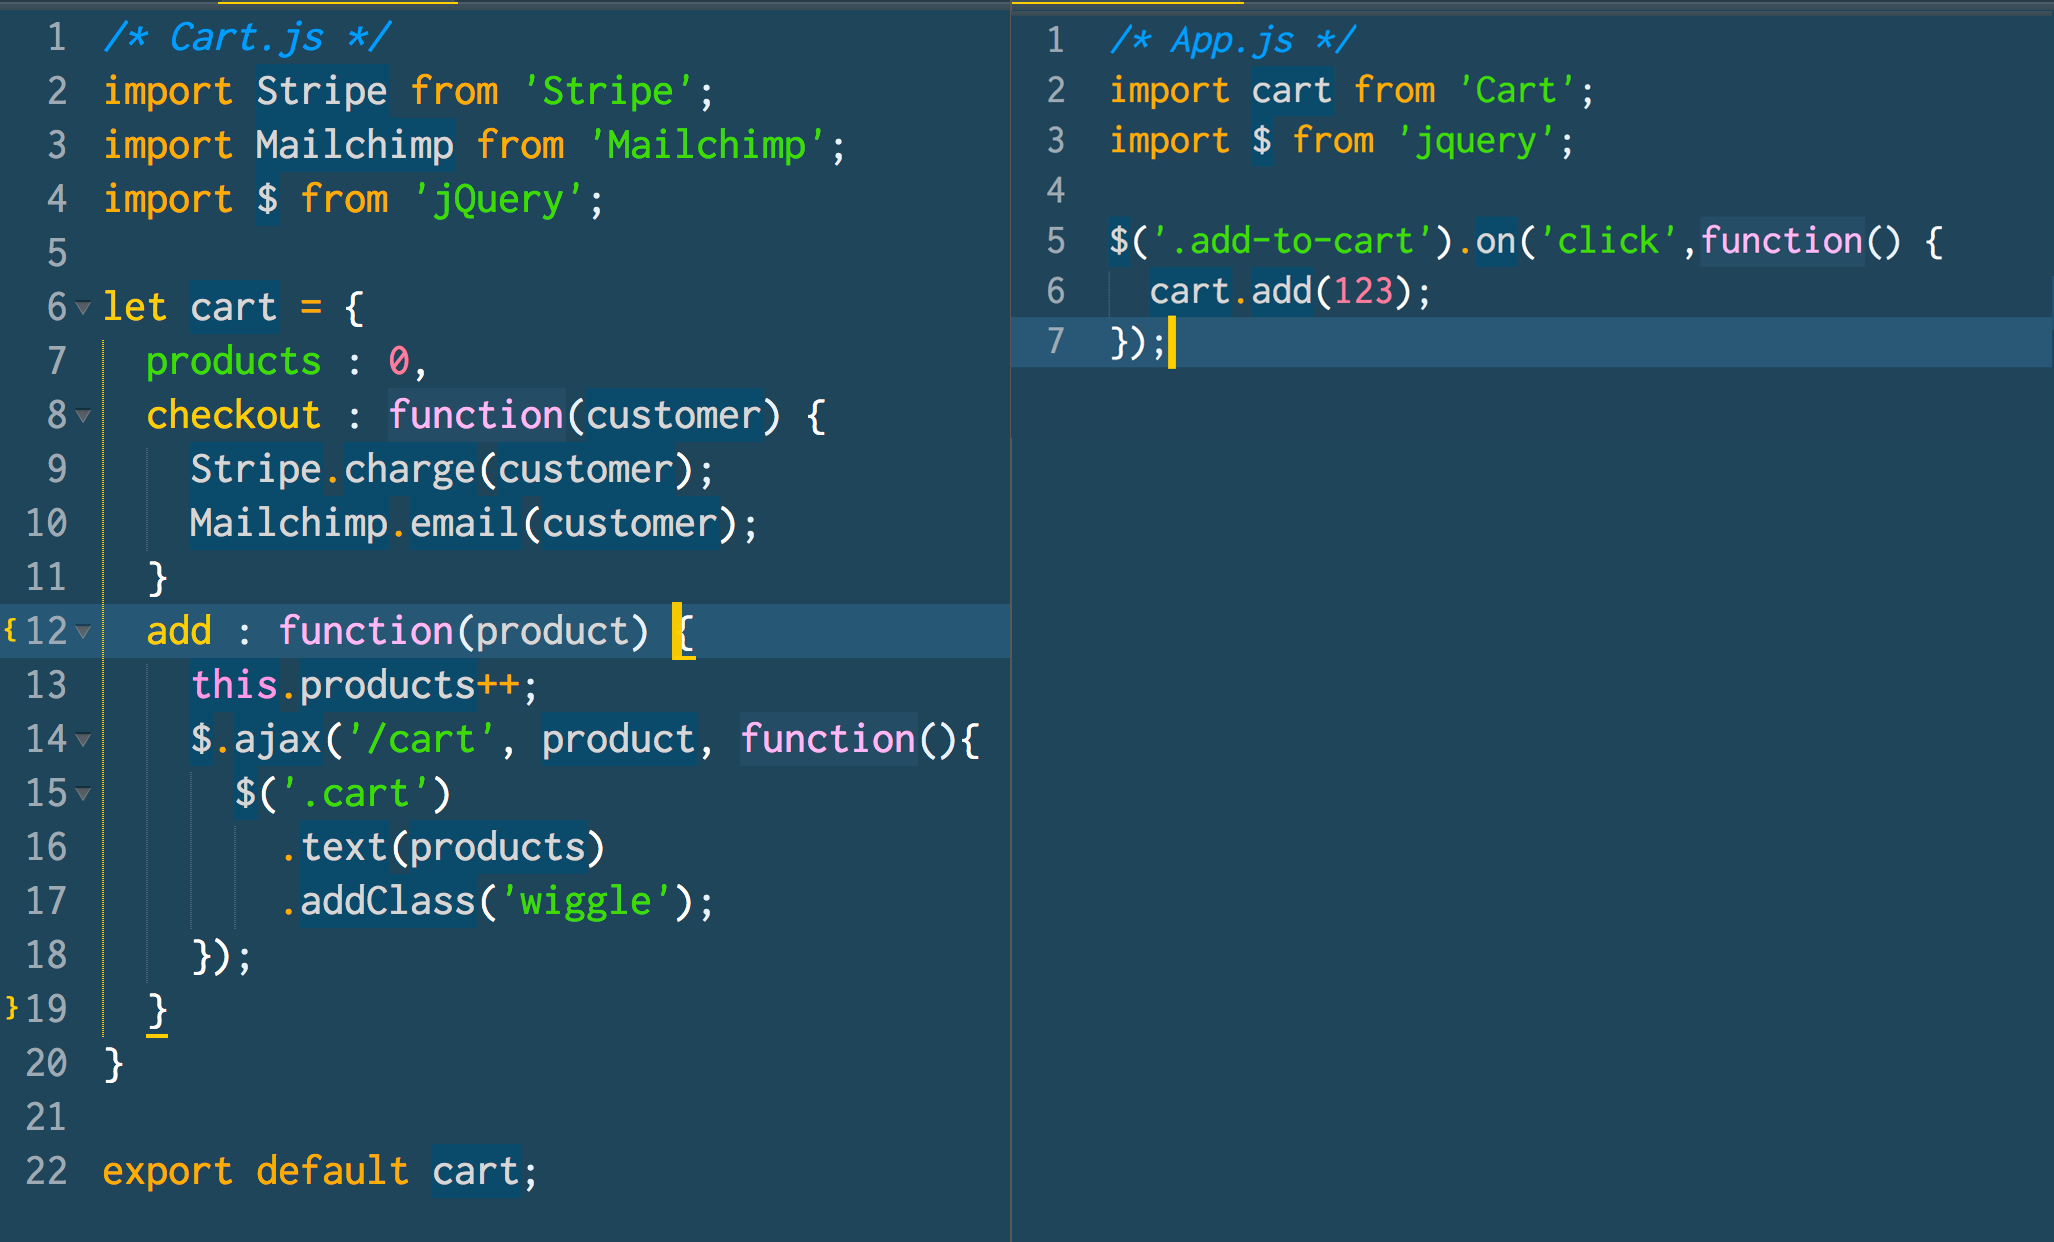 1 /* Cart.js */
2 import Stripe from 'Stripe';
3 import Mailchimp from 'Mailchimp';
4 import $ from 'jQuery';
5
6 let cart = {
7   products : 0,
8   checkout : function(customer) {
9     Stripe.charge(customer);
10     Mailchimp.email(customer);
11   }
{ 12   add : function(product) {
13     this.products++;
14     $.ajax('/cart', product, function(){
15       $('.cart')
16         .text(products)
17         .addClass('wiggle');
18     });
} 19   }
20 }
21
22 export default cart;
1 /* App.js */
2 import cart from 'Cart';
3 import $ from 'jquery';
4
5 $('.add-to-cart').on('click',function() {
6   cart.add(123);
7 });